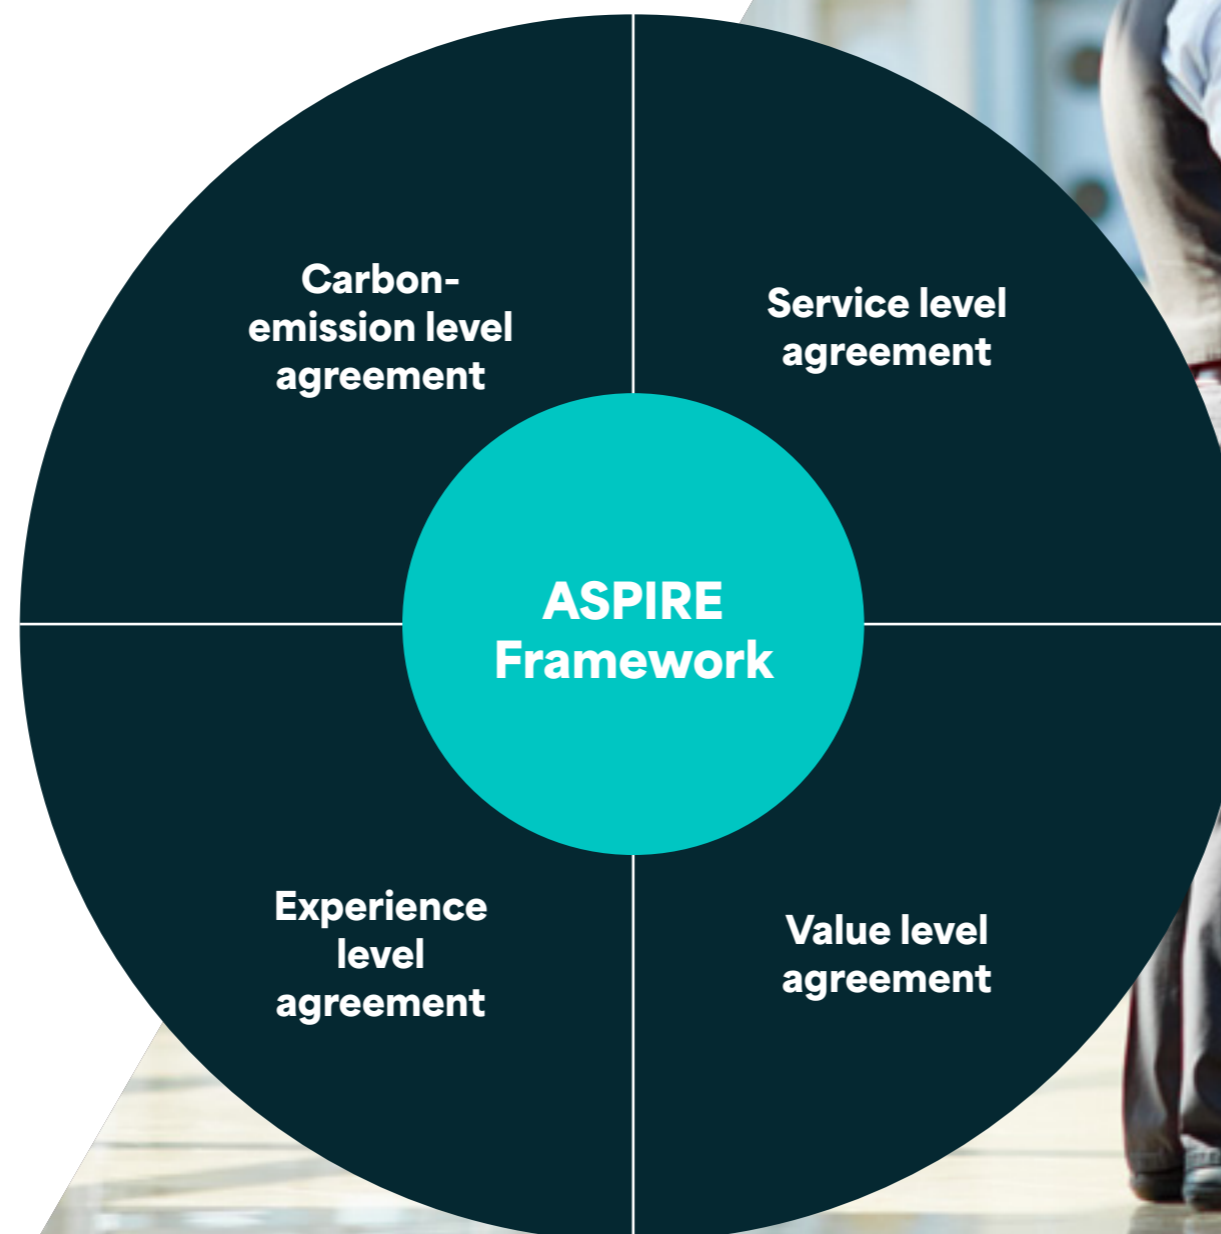 Carbon-
emission level
agreement
Service level
agreement
ASPIRE
Framework
Experience
level
agreement
Value level
agreement